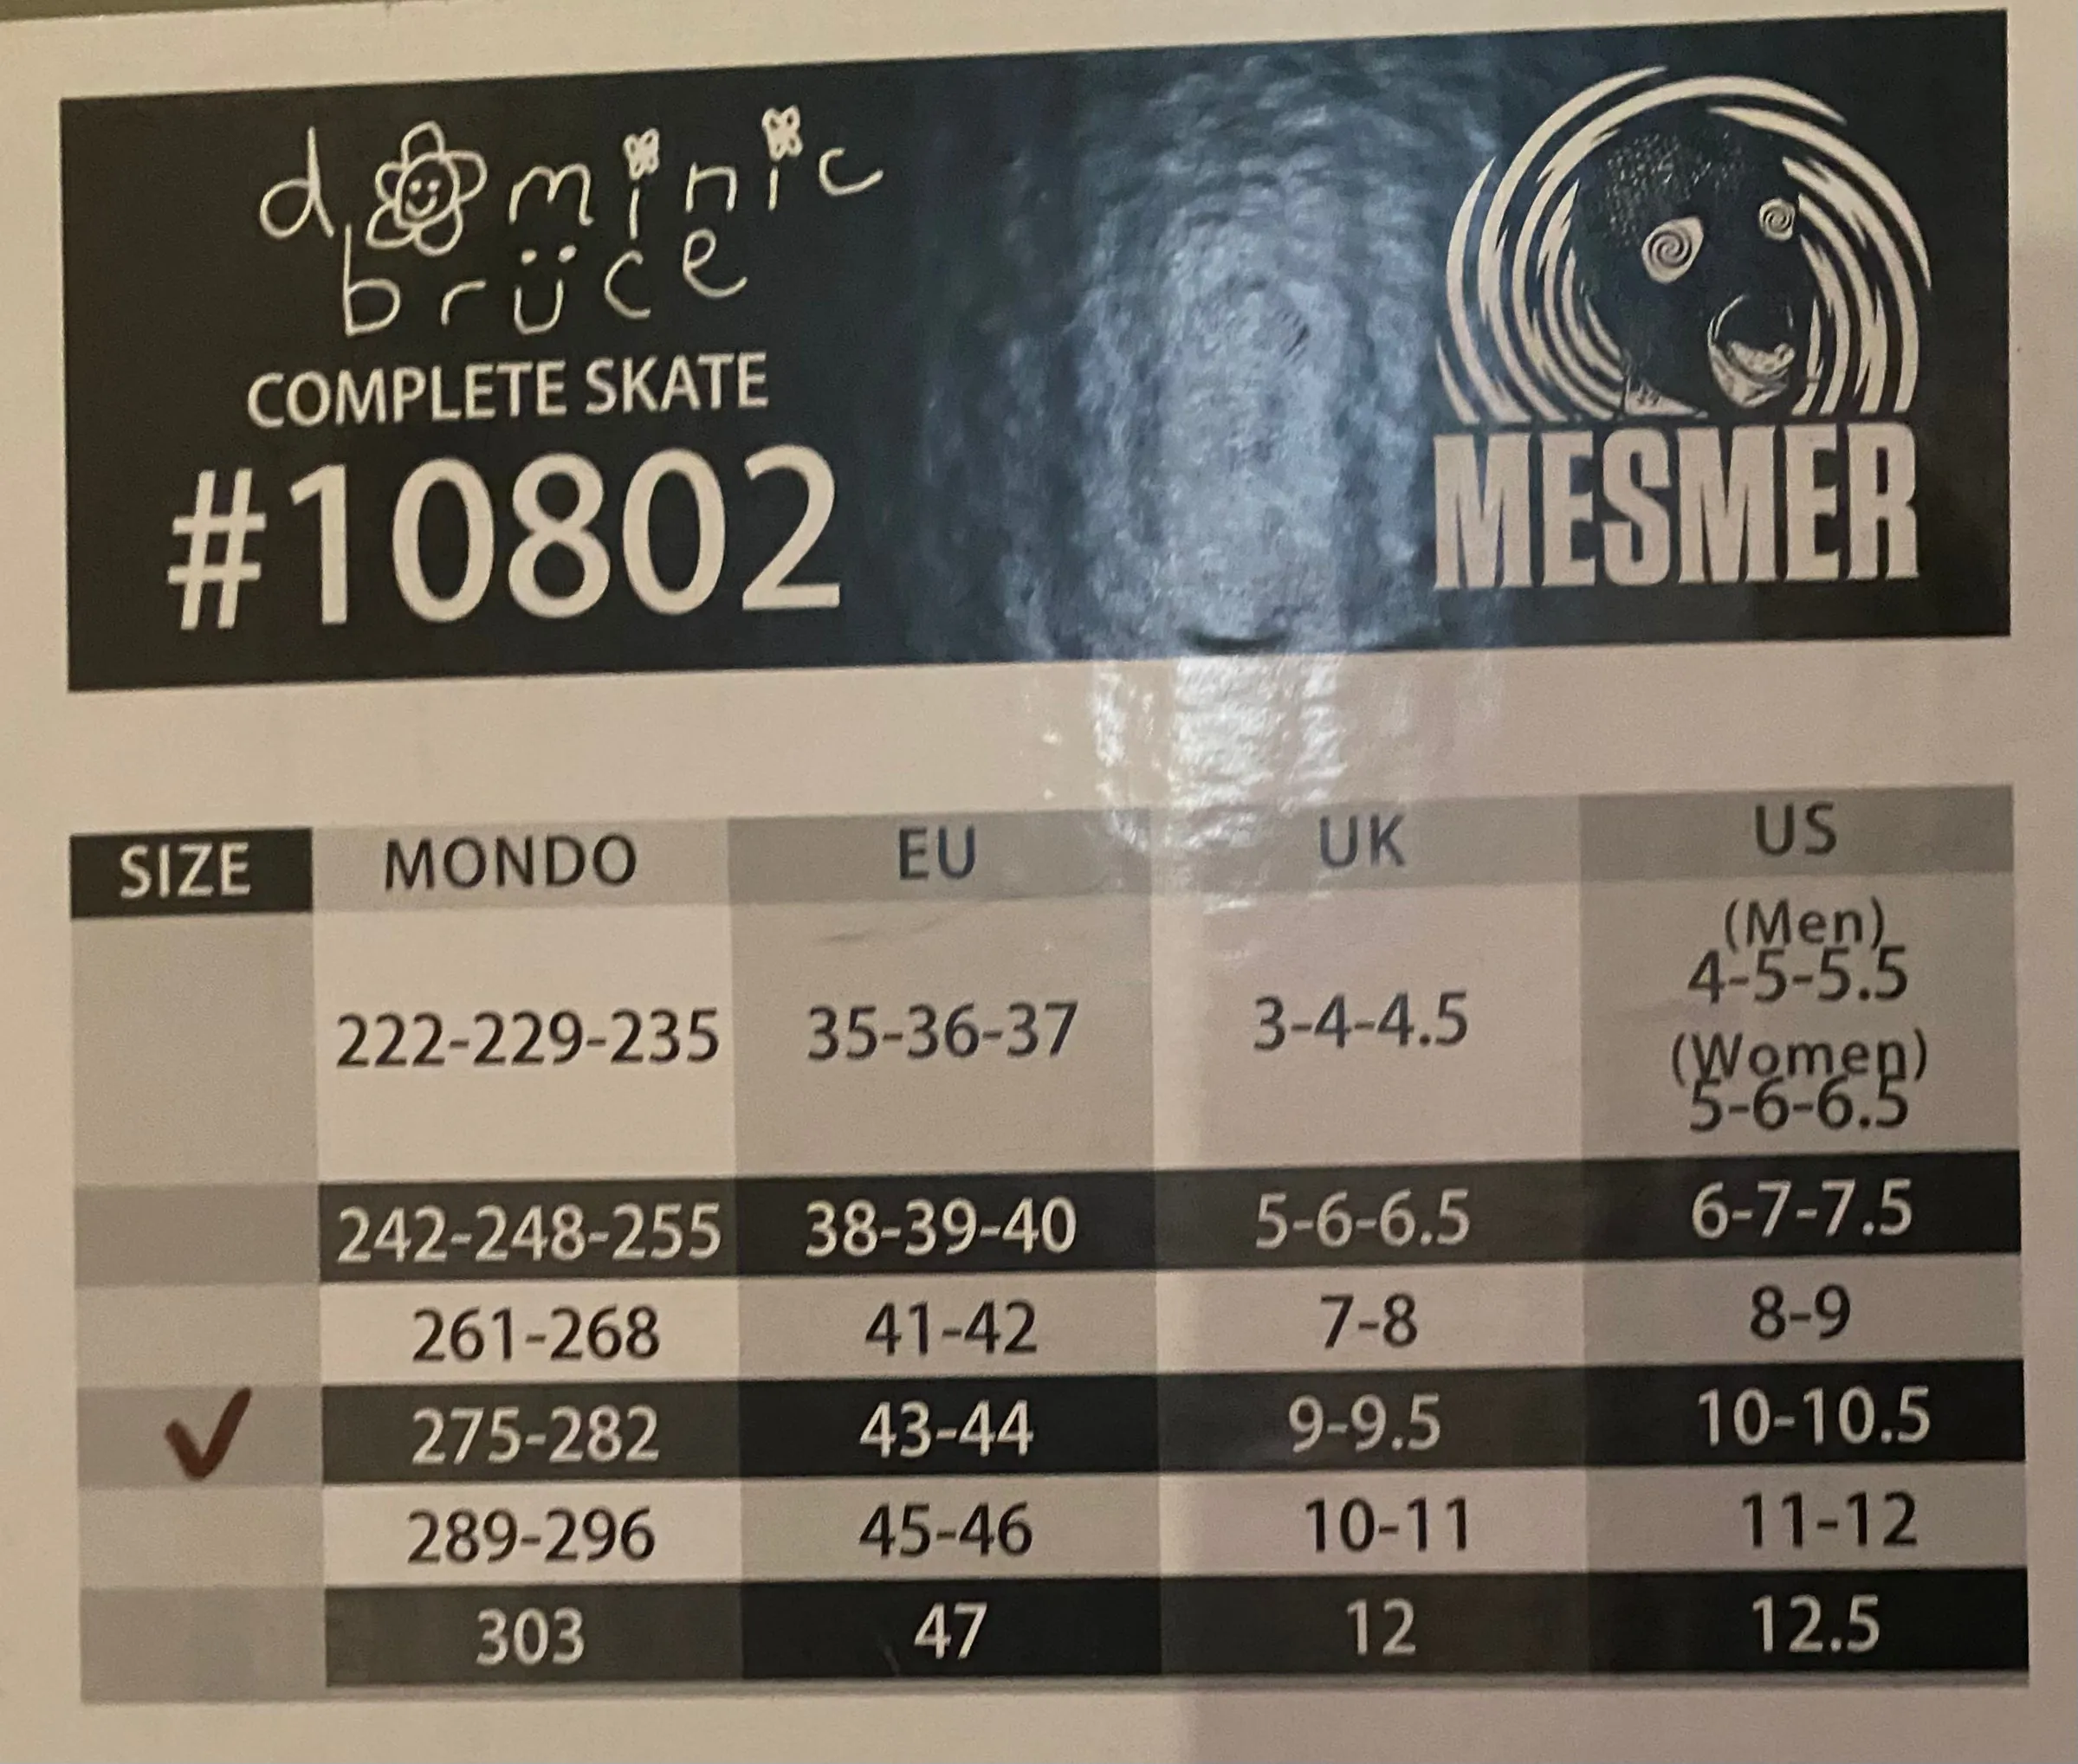 dominic
brüce
COMPLETE SKATE
#10802
MESMER
SIZE MONDO EU UK US
222-229-235 35-36-37 3-4-4.5 (Men)
4-5-5.5
(Women)
5-6-6.5
242-248-255 38-39-40 5-6-6.5 6-7-7.5
261-268 41-42 7-8 8-9
✓ 275-282 43-44 9-9.5 10-10.5
289-296 45-46 10-11 11-12
303 47 12 12.5